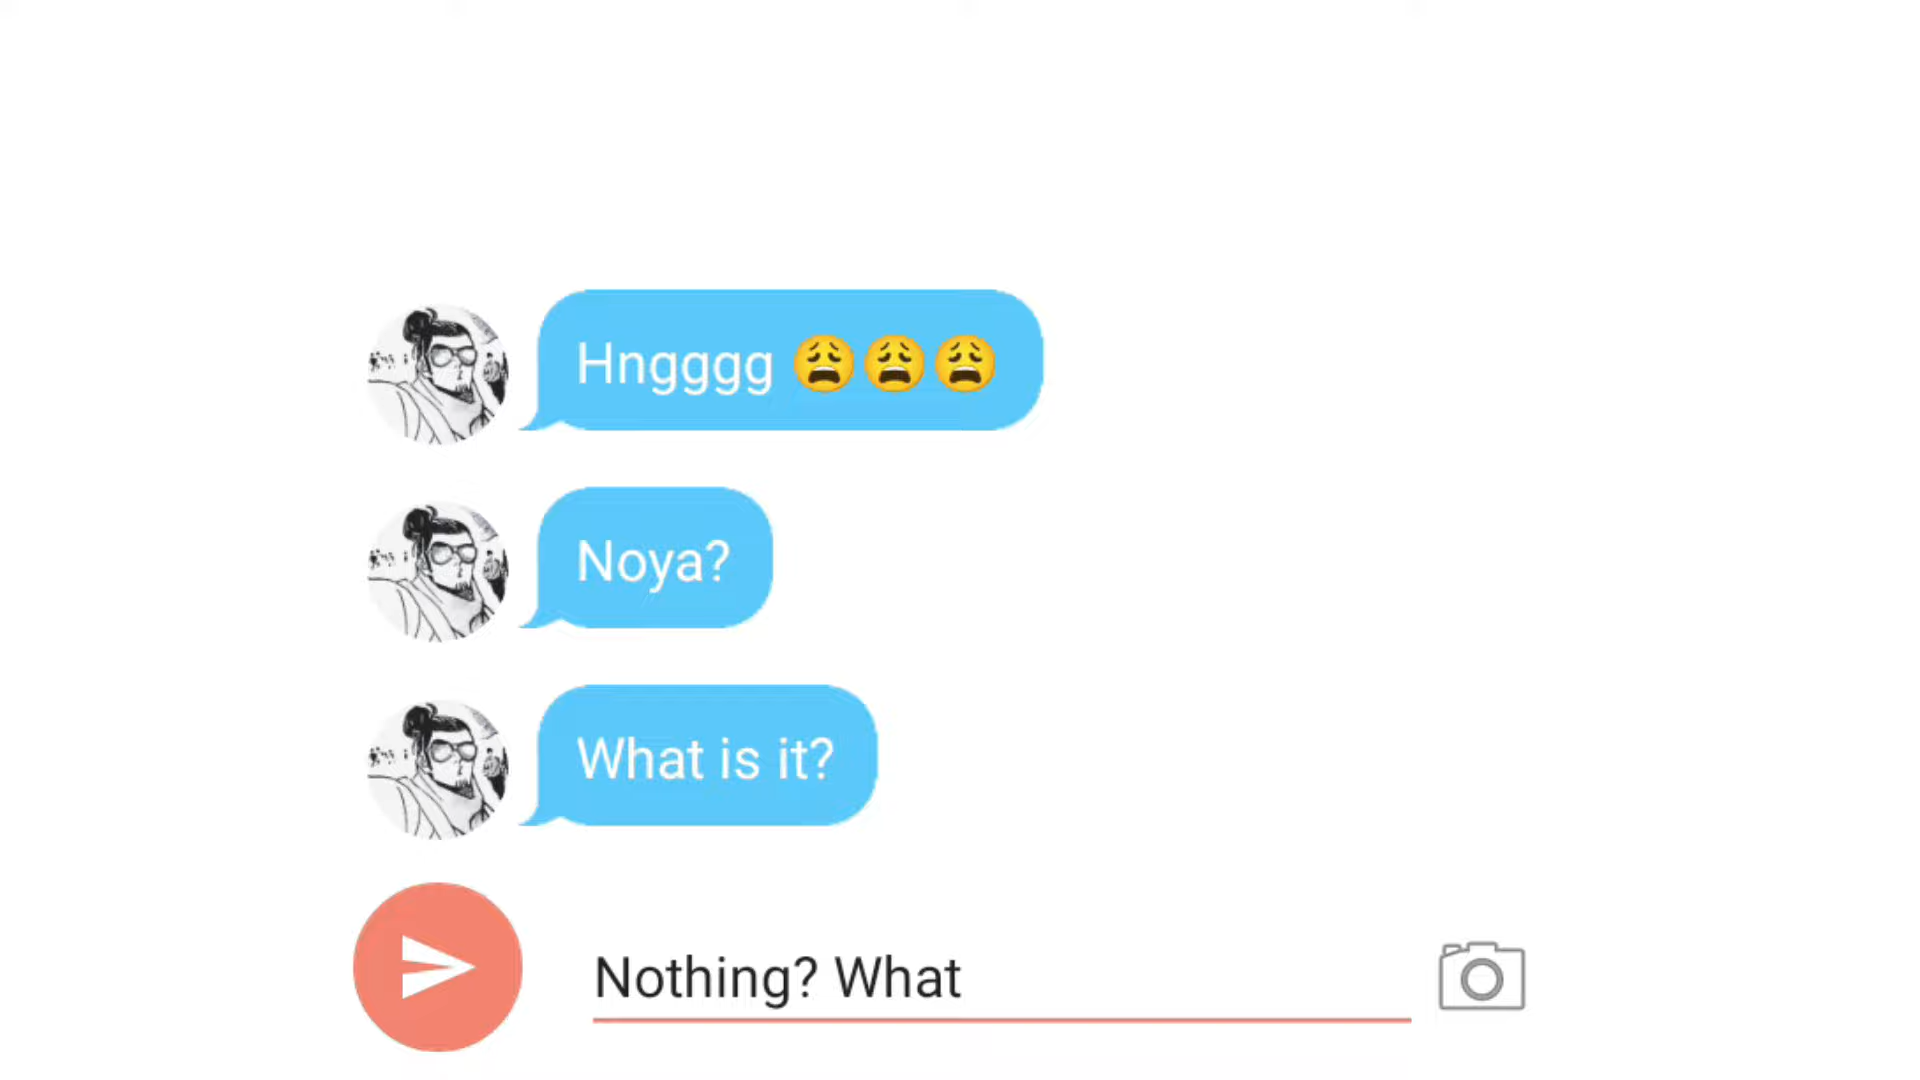 Hngggg 😩😩😩
Noya?
What is it?
Nothing? What